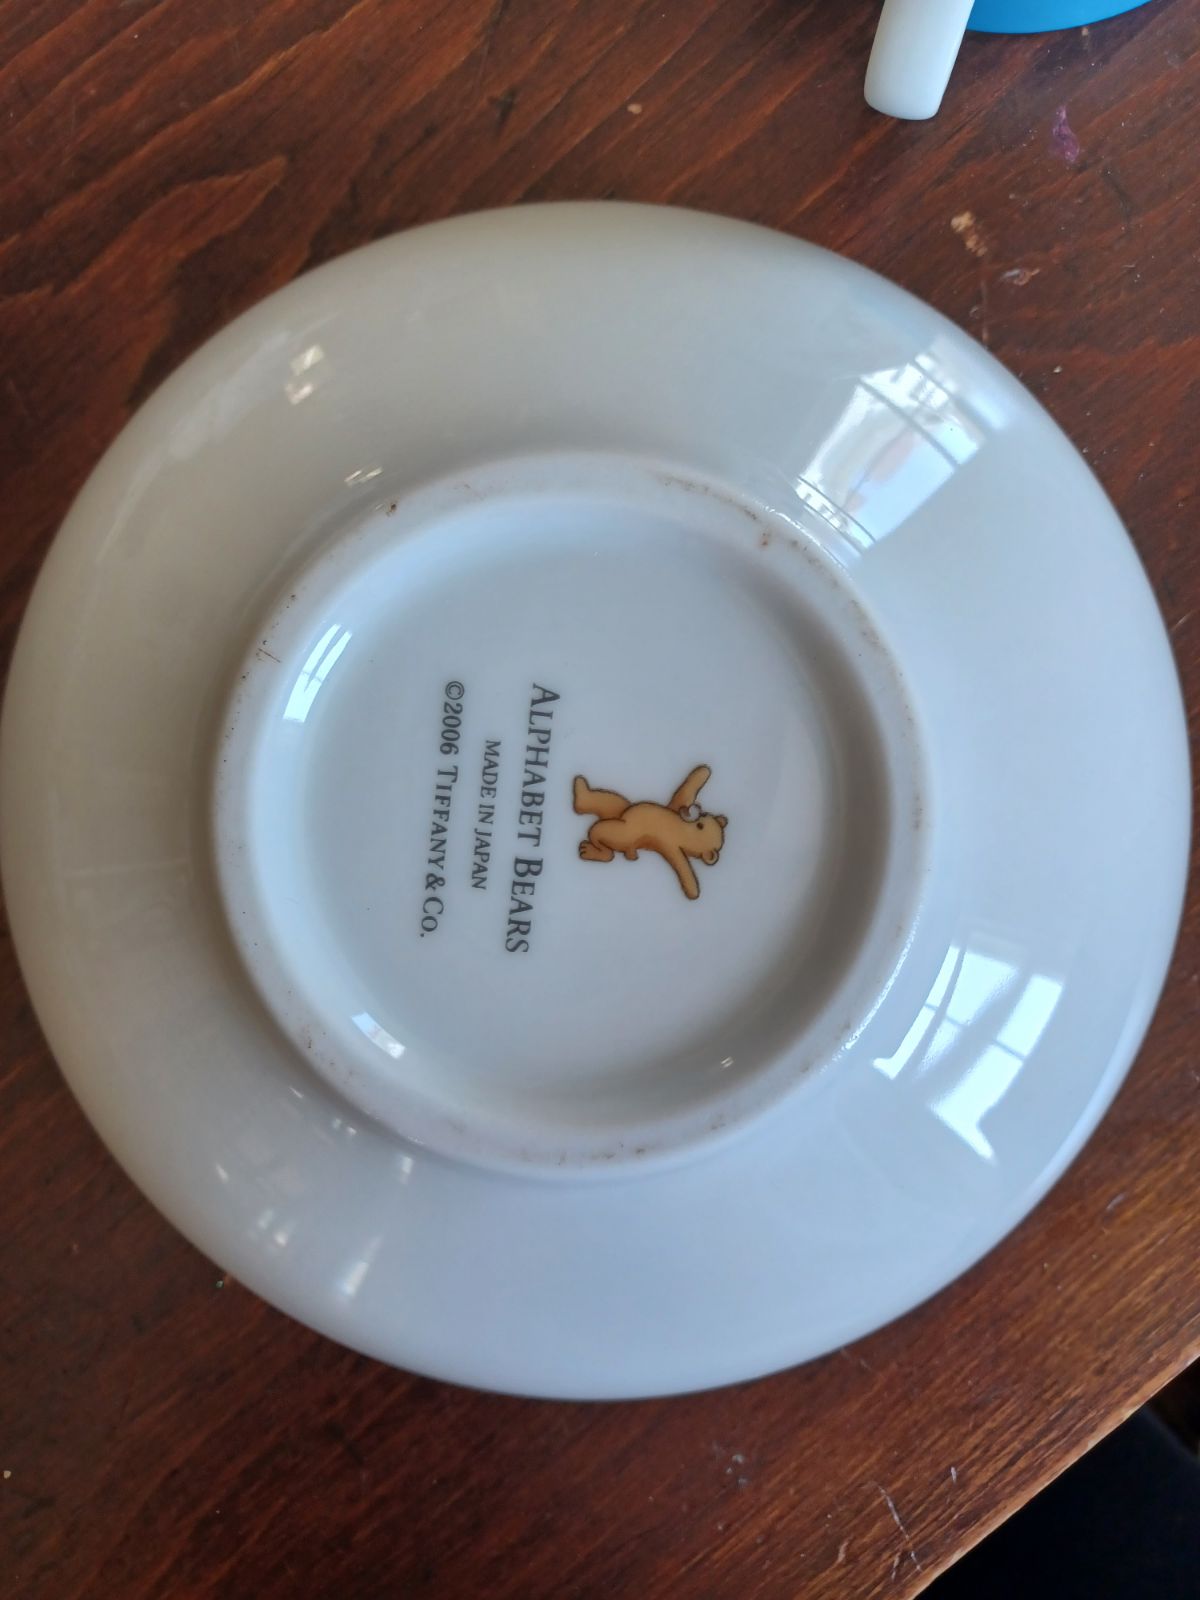 ALPHABET BEARS
MADE IN JAPAN
©2006 TIFFANY & CO.